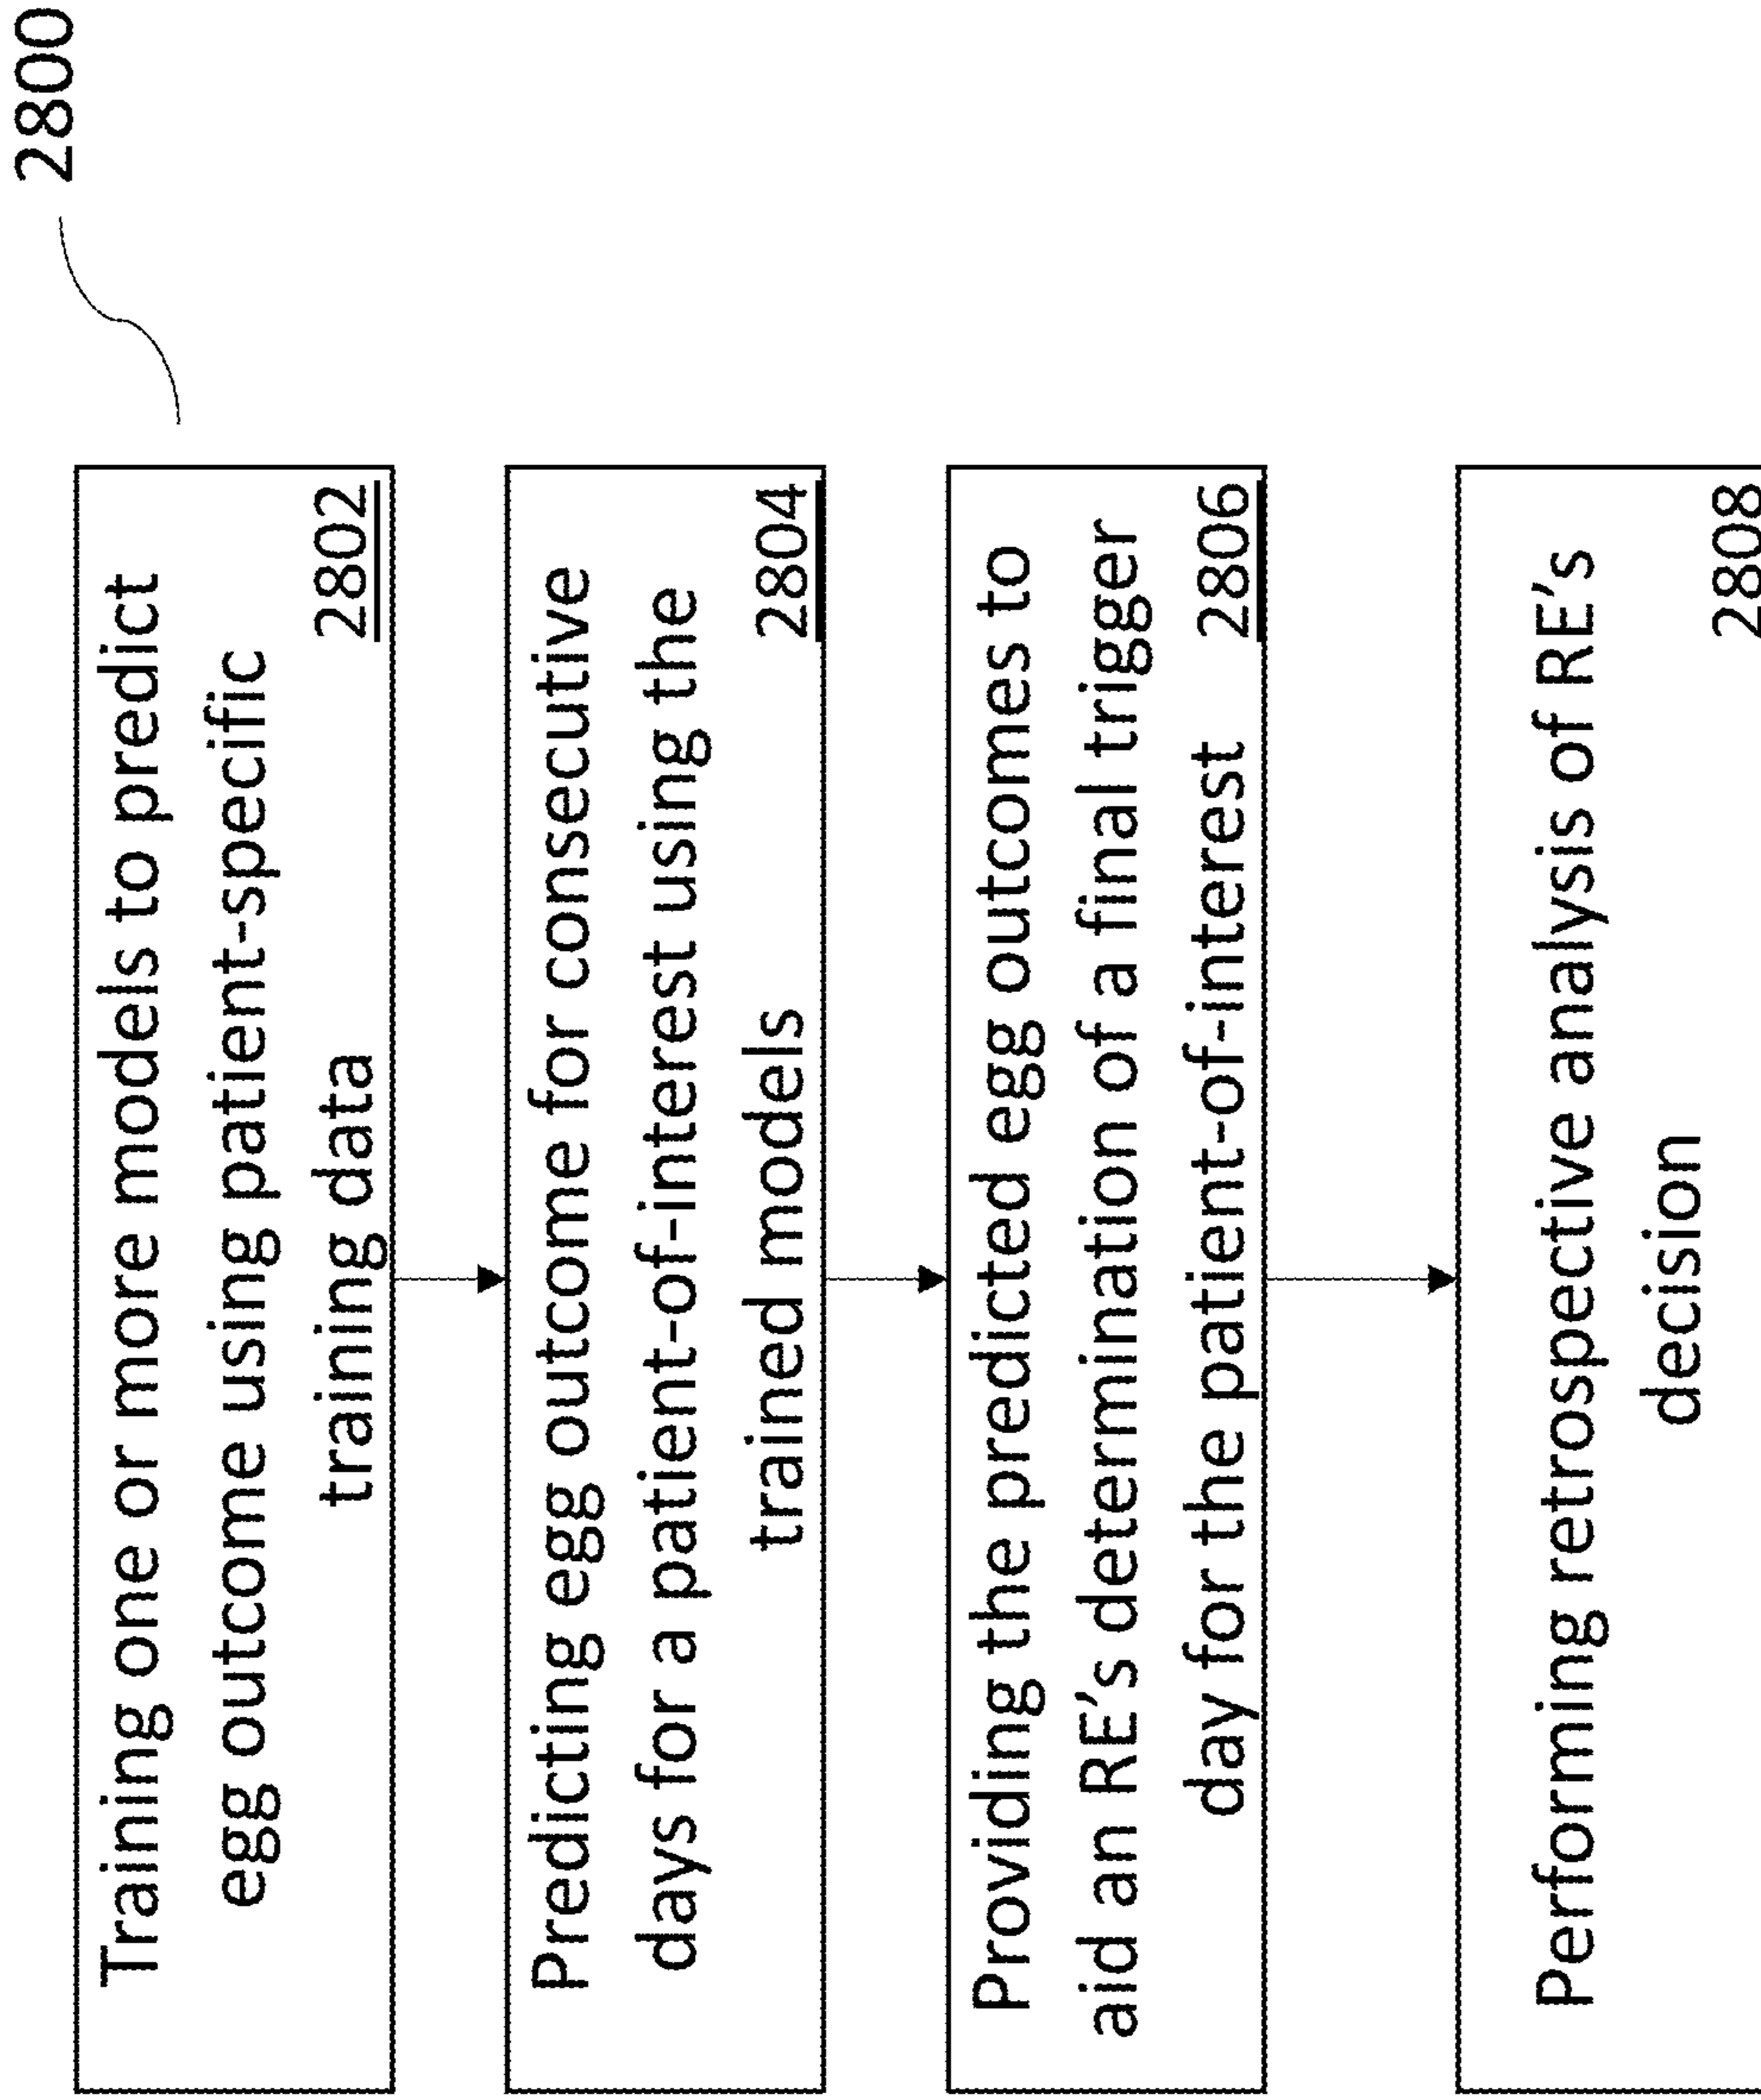 2800
Training one or more models to predict
egg outcome using patient-specific
training data
2802
Predicting egg outcome for consecutive
days for a patient-of-interest using the
trained models
2804
Providing the predicted egg outcomes to
aid an RE's determination of a final trigger
day for the patient-of-interest
2806
Performing retrospective analysis of RE's
decision
2808